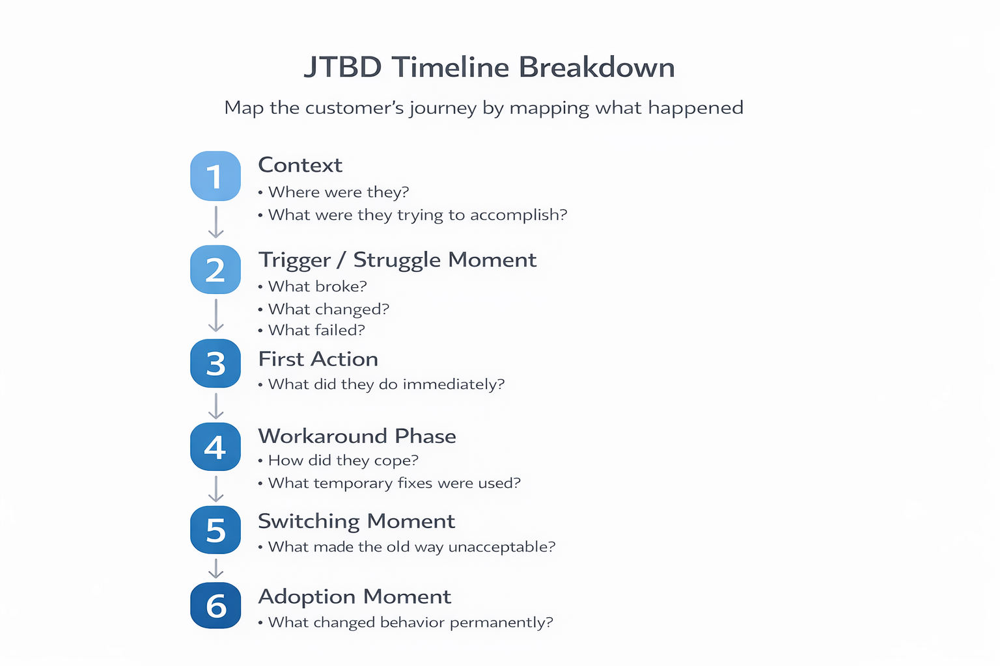 JTBD Timeline Breakdown
Map the customer's journey by mapping what happened
1
Context
• Where were they?
• What were they trying to accomplish?
2
Trigger / Struggle Moment
• What broke?
• What changed?
• What failed?
3
First Action
• What did they do immediately?
4
Workaround Phase
• How did they cope?
• What temporary fixes were used?
5
Switching Moment
• What made the old way unacceptable?
6
Adoption Moment
• What changed behavior permanently?